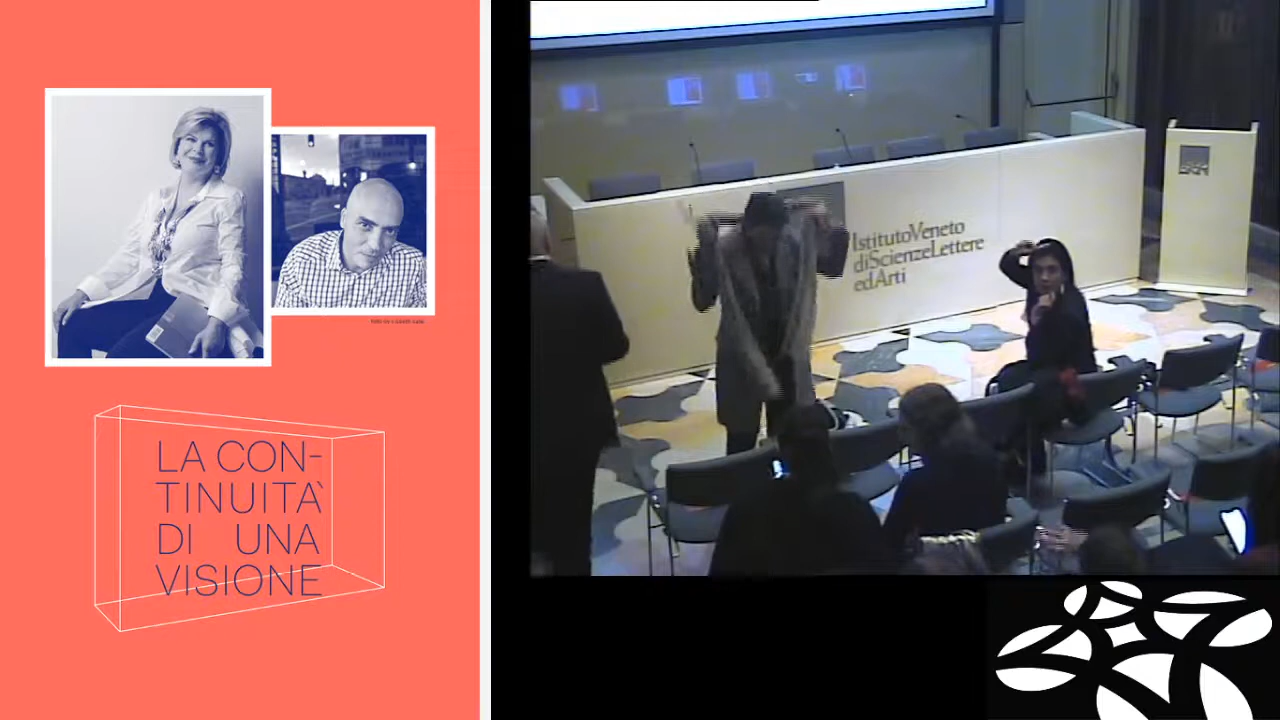 LA CON-
TINUITA`
DI UNA
VISIONE
IstitutoVeneto
diScienzeLettere
edArti